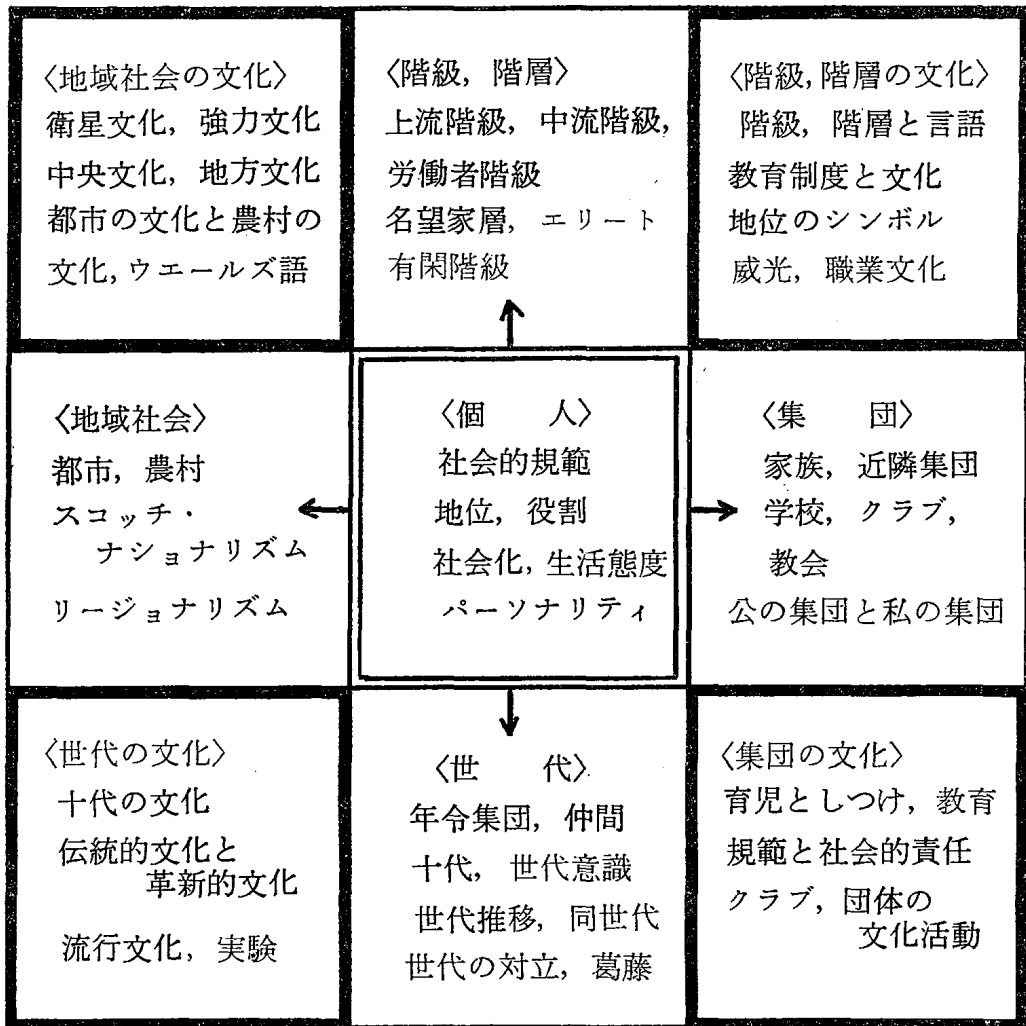 〈地域社会の文化〉
衛星文化, 強力文化
中央文化, 地方文化
都市の文化と農村の
文化, ウエールズ語
〈階級, 階層〉
上流階級, 中流階級,
労働者階級
名望家層, エリート
有閑階級
〈階級, 階層の文化〉
階級, 階層と言語
教育制度と文化
地位のシンボル
威光, 職業文化
〈地域社会〉
都市, 農村
スコッチ・
ナショナリズム
リージョナリズム
〈個　人〉
社会的規範
地位, 役割
社会化, 生活態度
パーソナリティ
〈集　団〉
家族, 近隣集団
学校, クラブ,
教会
公の集団と私の集団
〈世代の文化〉
十代の文化
伝統的文化と
革新的文化
流行文化, 実験
〈世　代〉
年令集団, 仲間
十代, 世代意識
世代推移, 同世代
世代の対立, 葛藤
〈集団の文化〉
育児としつけ, 教育
規範と社会的責任
クラブ, 団体の
文化活動